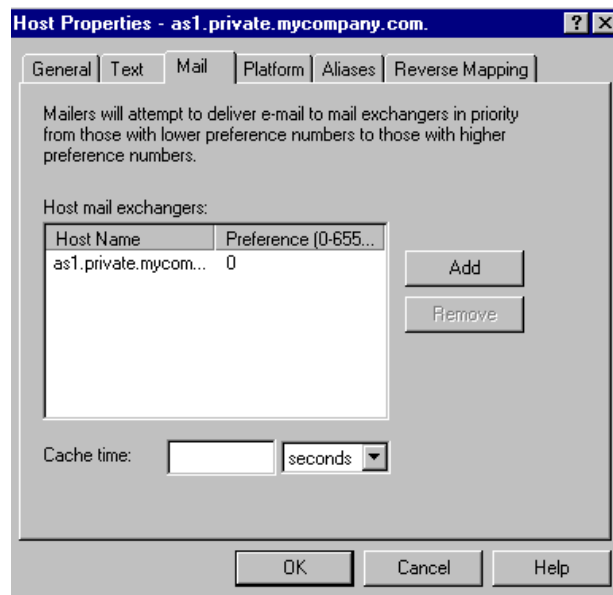 Host Properties - as1.private.mycompany.com.
General Text Mail Platform Aliases Reverse Mapping
Mailers will attempt to deliver e-mail to mail exchangers in priority
from those with lower preference numbers to those with higher
preference numbers.
Host mail exchangers:
Host Name Preference (0-655...
as1.private.mycom... 0
Add
Remove
Cache time: seconds
OK Cancel Help